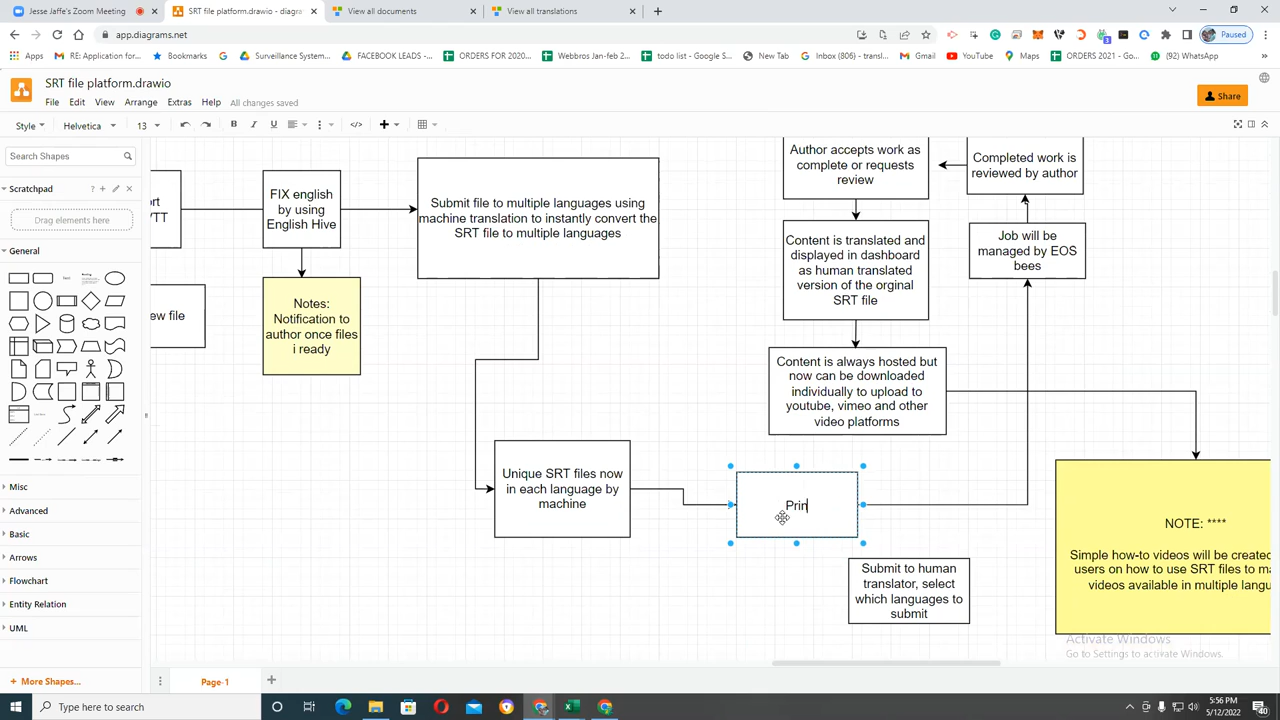 Jesse Jaffe's Zoom Meeting
SRT file platform.drawio - diagra
View all documents
View all translations
app.diagrams.net
Paused
Apps
RE: Application for...
Bookmarks
Surveillance System...
FACEBOOK LEADS -...
ORDERS FOR 2020...
Webbros Jan-feb 2...
todo list - Google S...
New Tab
Inbox (806) - transl...
Gmail
YouTube
Maps
ORDERS 2021 - Go...
(92) WhatsApp
SRT file platform.drawio
File Edit View Arrange Extras Help All changes saved
Share
Style
Helvetica
13
B I U
Search Shapes
Scratchpad
Drag elements here
General
Misc
Advanced
Basic
Arrows
Flowchart
Entity Relation
UML
+ More Shapes...
ort
TT
ew file
FIX english
by using
English Hive
Notes:
Notification to
author once files
i ready
Submit file to multiple languages using
machine translation to instantly convert the
SRT file to multiple languages
Unique SRT files now
in each language by
machine
Author accepts work as
complete or requests
review
Completed work is
reviewed by author
Content is translated and
displayed in dashboard
as human translated
version of the orginal
SRT file
Job will be
managed by EOS
bees
Content is always hosted but
now can be downloaded
individually to upload to
youtube, vimeo and other
video platforms
Prin
Submit to human
translator, select
which languages to
submit
NOTE: ****
Simple how-to videos will be created
users on how to use SRT files to ma
videos available in multiple langu
Activate Windows
Go to Settings to activate Windows.
Page-1
Type here to search
5:56 PM
5/12/2022
40